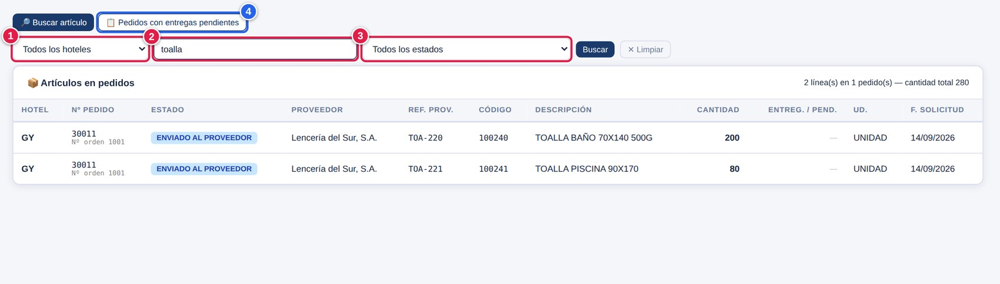 🔎 Buscar artículo 📋 Pedidos con entregas pendientes 4
1 Todos los hoteles 2 toalla 3 Todos los estados Buscar ✕ Limpiar
📦 Artículos en pedidos 2 línea(s) en 1 pedido(s) — cantidad total 280
HOTEL Nº PEDIDO ESTADO PROVEEDOR REF. PROV. CÓDIGO DESCRIPCIÓN CANTIDAD ENTREG. / PEND. UD. F. SOLICITUD
GY 30011 ENVIADO AL PROVEEDOR Lencería del Sur, S.A. TOA-220 100240 TOALLA BAÑO 70X140 500G 200 — UNIDAD 14/09/2026
Nº orden 1001
GY 30011 ENVIADO AL PROVEEDOR Lencería del Sur, S.A. TOA-221 100241 TOALLA PISCINA 90X170 80 — UNIDAD 14/09/2026
Nº orden 1001